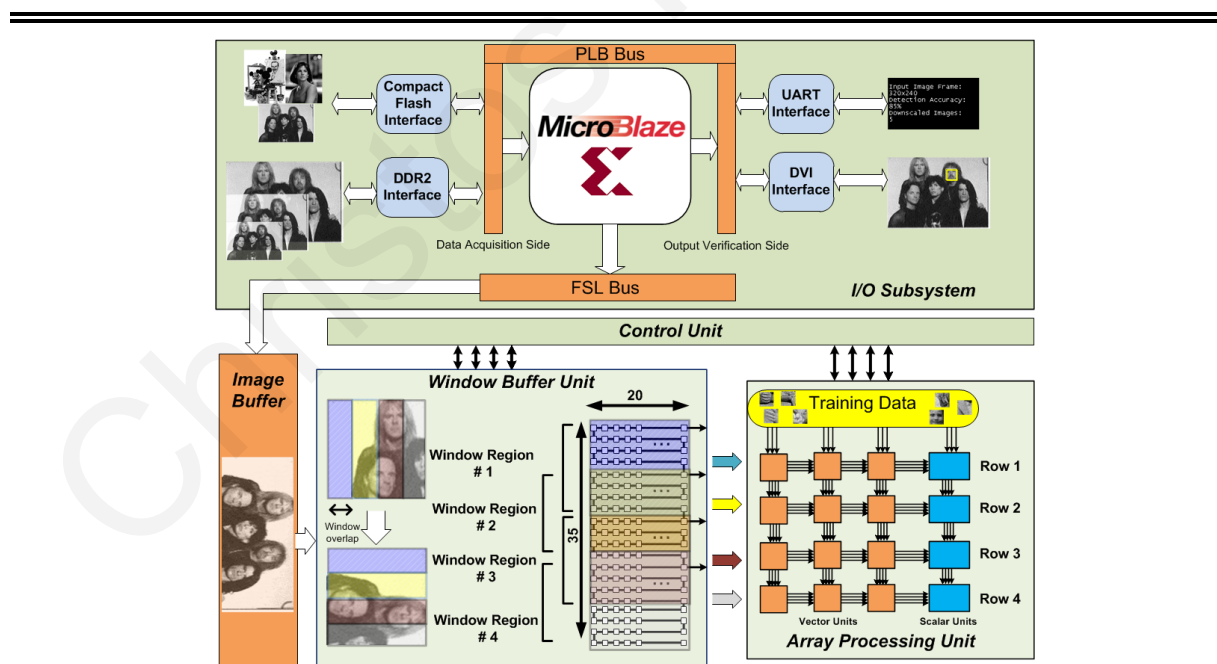 PLB Bus
Compact
Flash
Interface
MicroBlaze
UART
Interface
Input Image Frame:
320x240
Detection Accuracy:
85%
Downscaled Images:
5
DDR2
Interface
DVI
Interface
Data Acquisition Side
Output Verification Side
FSL Bus
I/O Subsystem
Control Unit
Image
Buffer
Window Buffer Unit
20
35
Window Region
# 1
Window Region
# 2
Window Region
# 3
Window Region
# 4
Window
overlap
Training Data
Row 1
Row 2
Row 3
Row 4
Vector Units
Scalar Units
Array Processing Unit
Christos